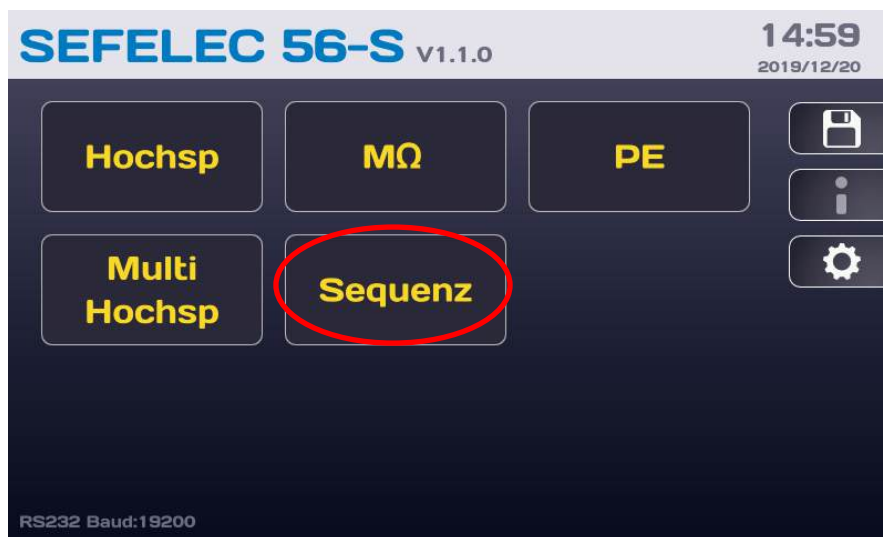 SEFELEC 56-S V1.1.0
14:59
2019/12/20
Hochsp
MΩ
PE
Multi
Hochsp
Sequenz
RS232 Baud:19200